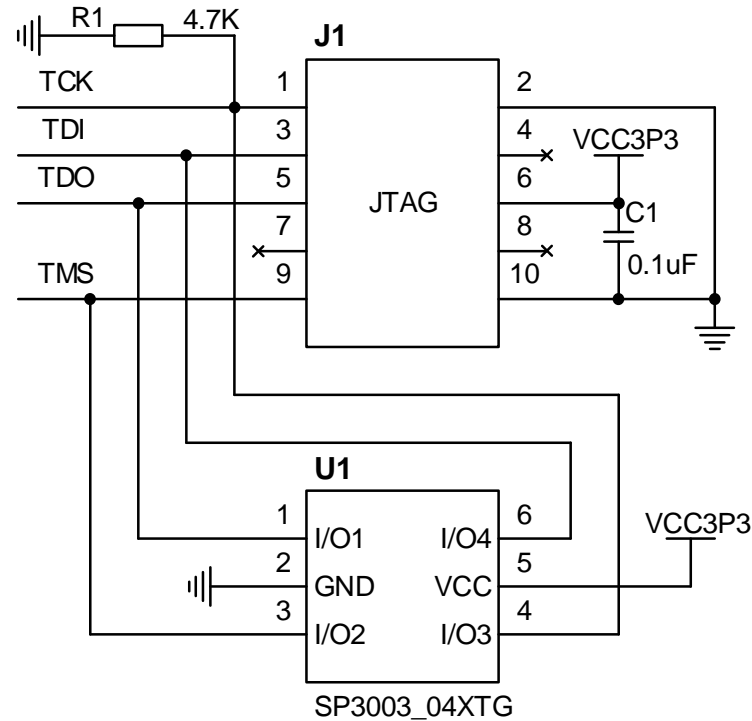 R1 4.7K
J1
TCK 1 2
TDI 3 4 VCC3P3
TDO 5 6
JTAG
C1
7 8
0.1uF
TMS 9 10
U1
1 6 VCC3P3
I/O1 I/O4
2 5
GND VCC
3 4
I/O2 I/O3
SP3003_04XTG